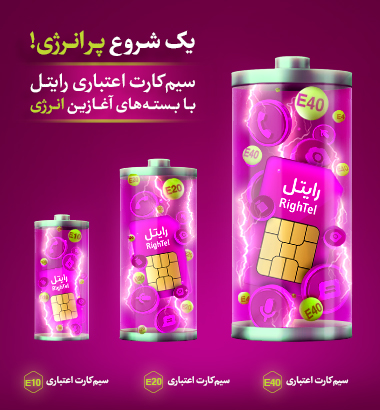 یک شروع پرانرژی!
سیم‌کارت اعتباری رایتل
با بسته‌های آغازین انرژی
E40
E40
E40
E40
رایتل
RighTel
E20
رایتل
RighTel
رایتل
RighTel
سیم‌کارت اعتباری E40
سیم‌کارت اعتباری E20
سیم‌کارت اعتباری E10